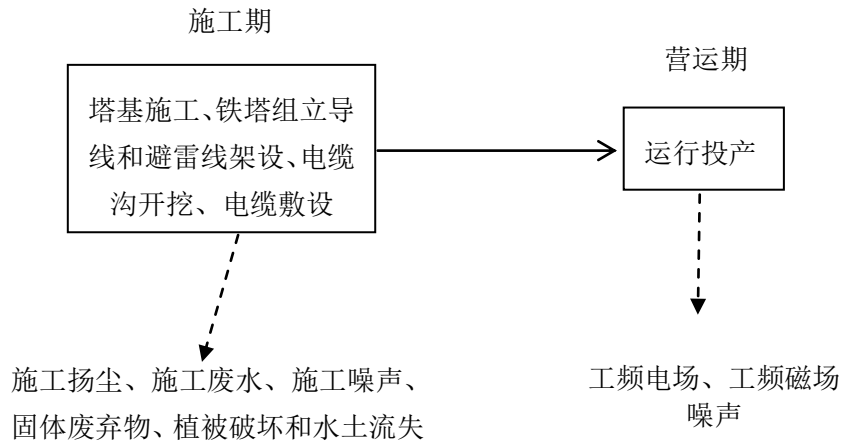 施工期
营运期
塔基施工、铁塔组立导
线和避雷线架设、电缆
沟开挖、电缆敷设
运行投产
施工扬尘、施工废水、施工噪声、
固体废弃物、植被破坏和水土流失
工频电场、工频磁场
噪声